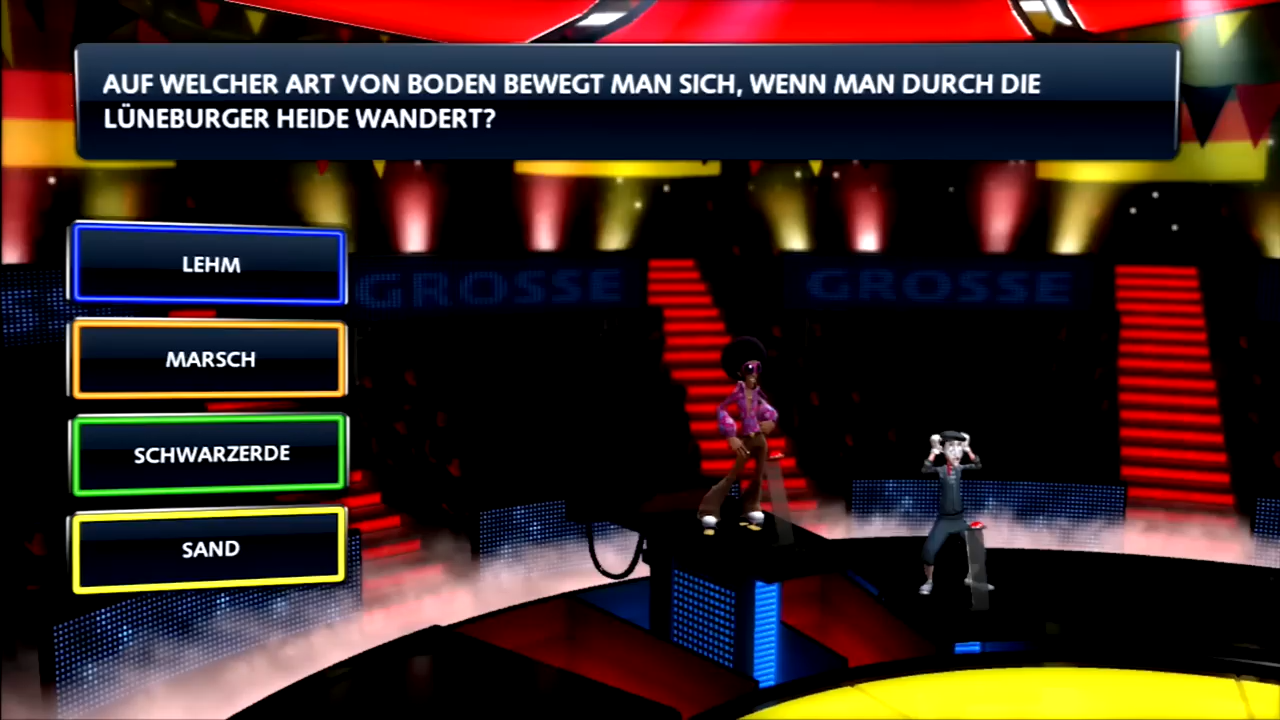 AUF WELCHER ART VON BODEN BEWEGT MAN SICH, WENN MAN DURCH DIE
LÜNEBURGER HEIDE WANDERT?
LEHM
GROSSE
GROSSE
MARSCH
SCHWARZERDE
SAND